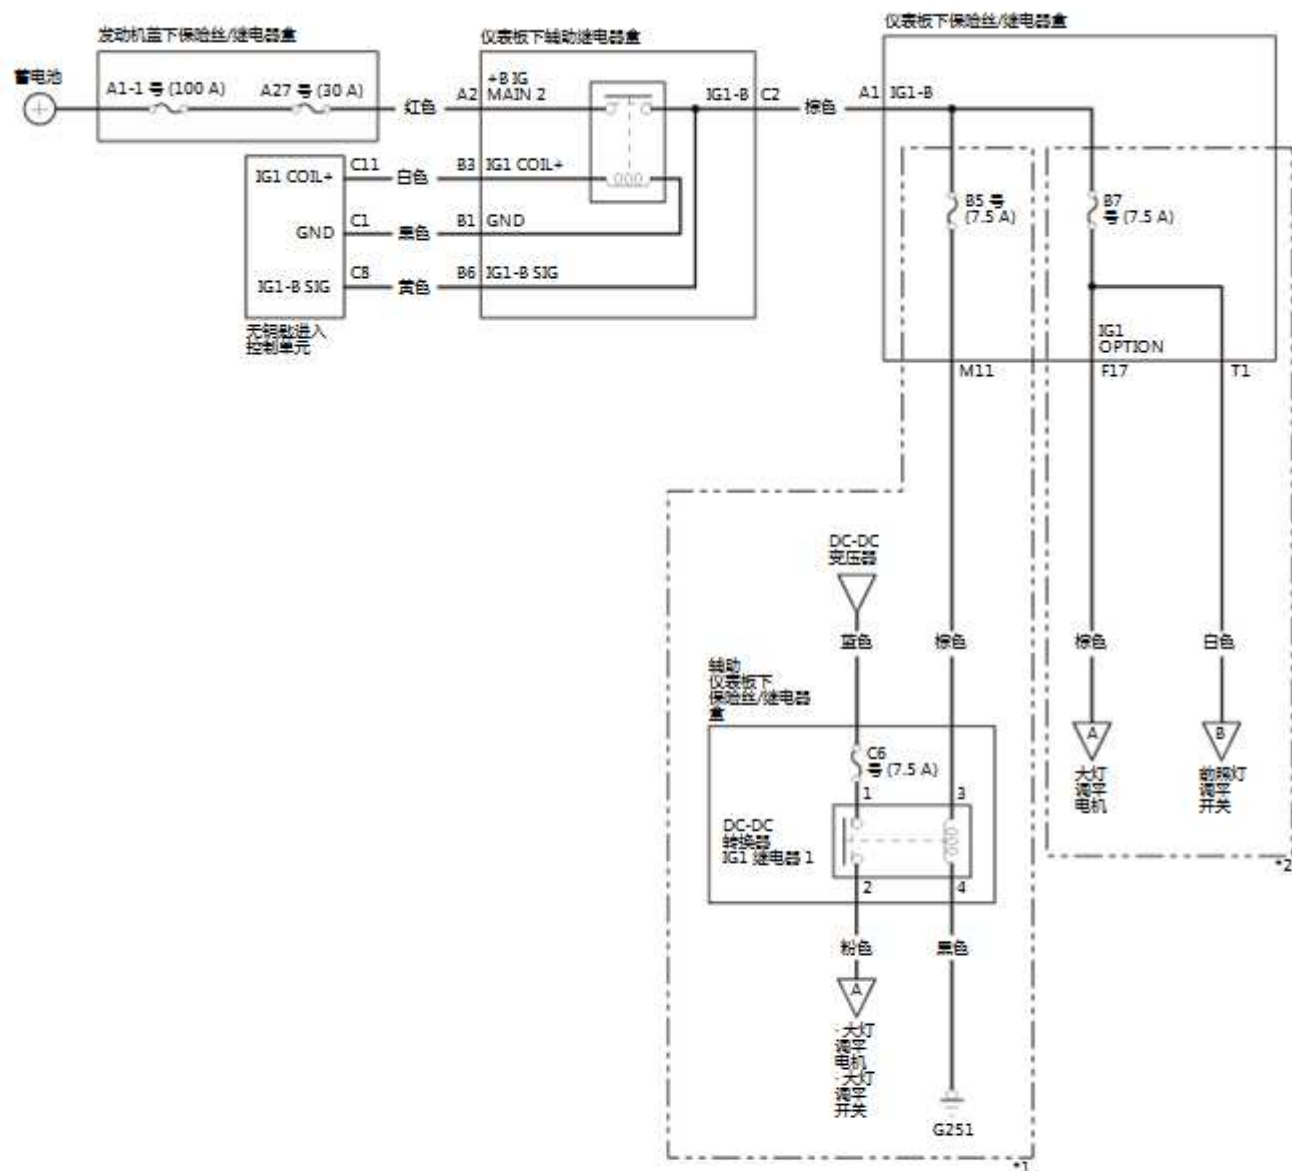 发动机盖下保险丝/继电器盒
蓄电池
A1-1 号 (100 A)
A27 号 (30 A)
红色
仪表板下辅助继电器盒
A2
+B IG
MAIN 2
IG1-B
C2
棕色
仪表板下保险丝/继电器盒
A1
IG1-B
IG1 COIL+
C11
白色
B3
IG1 COIL+
GND
C1
黑色
B1
GND
IG1-B SIG
C8
黄色
B6
IG1-B SIG
无钥匙进入
控制单元
B5 号
(7.5 A)
B7
号 (7.5 A)
IG1
OPTION
M11
F17
T1
DC-DC
变压器
蓝色
棕色
棕色
白色
辅助
仪表板下
保险丝/继电器
盒
C6
号 (7.5 A)
1
3
DC-DC
转换器
IG1 继电器 1
2
4
A
大灯
调平
电机
B
前照灯
调平
开关
*2
粉色
黑色
A
· 大灯
调平
电机
· 大灯
调平
开关
G251
*1